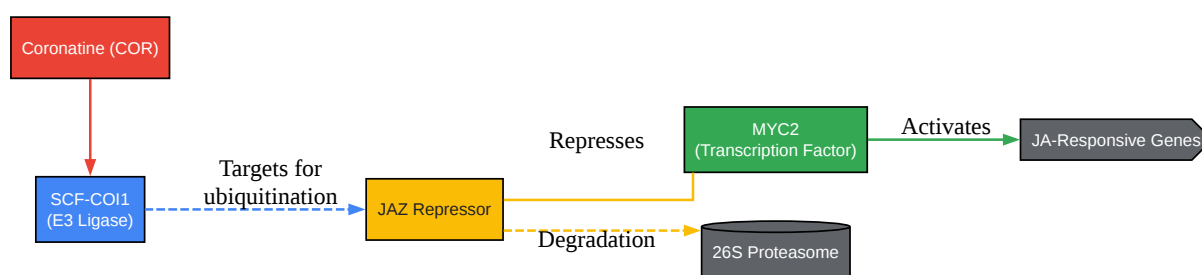 Coronatine (COR)
SCF-COI1
(E3 Ligase)
Targets for
ubiquitination
JAZ Repressor
Represses
Degradation
MYC2
(Transcription Factor)
26S Proteasome
Activates
JA-Responsive Genes